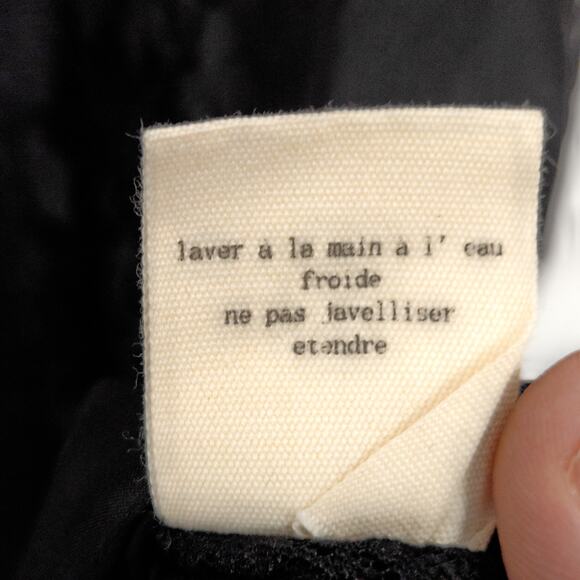 laver à la main à l' eau
froide
ne pas javelliser
etendre